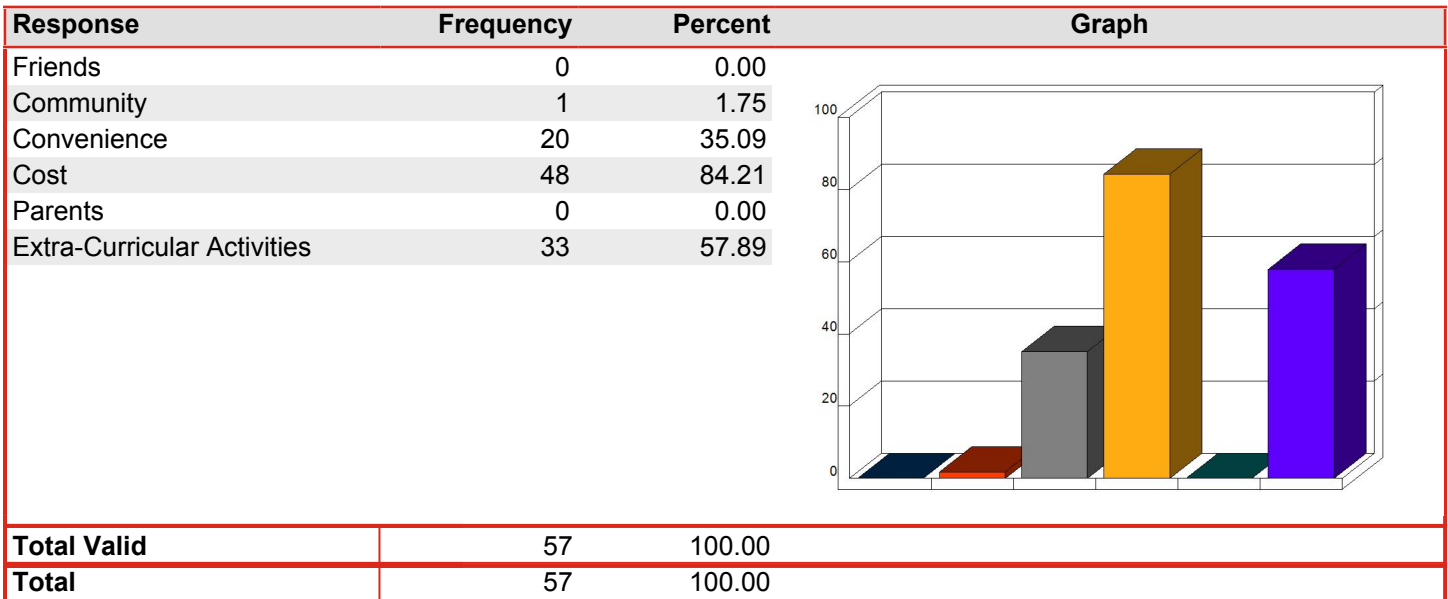 Response Frequency Percent Graph
Friends 0 0.00
Community 1 1.75
Convenience 20 35.09
Cost 48 84.21
Parents 0 0.00
Extra-Curricular Activities 33 57.89
100
80
60
40
20
0
Total Valid 57 100.00
Total 57 100.00